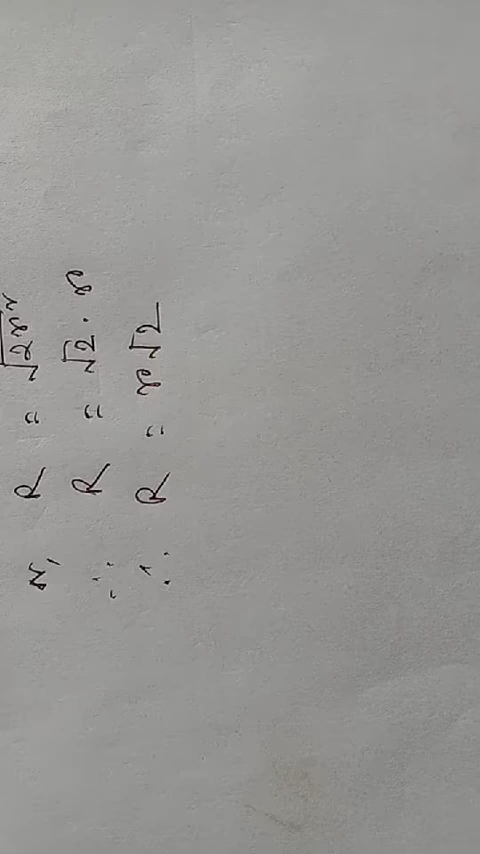 বা, R = √2r²
∴ R = √2 . r
∴ R = r√2